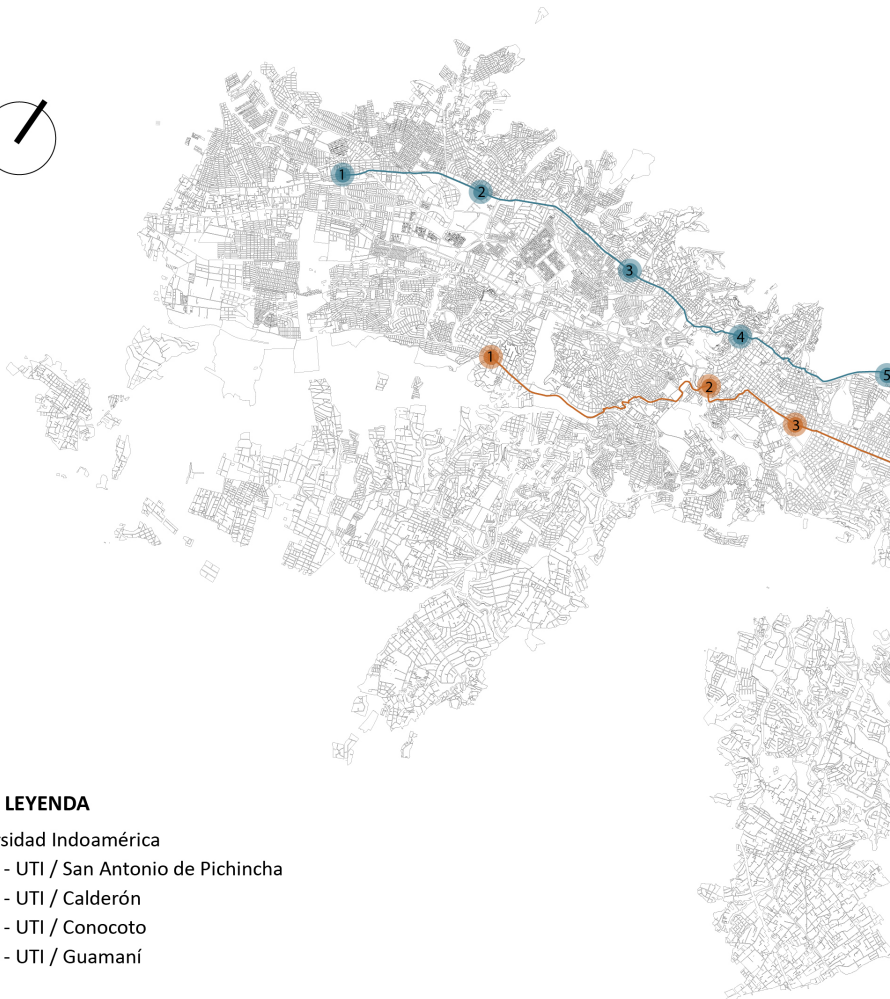 1
2
3
4
5
1
2
3
LEYENDA
rsidad Indoamérica
- UTI / San Antonio de Pichincha
- UTI / Calderón
- UTI / Conocoto
- UTI / Guamaní